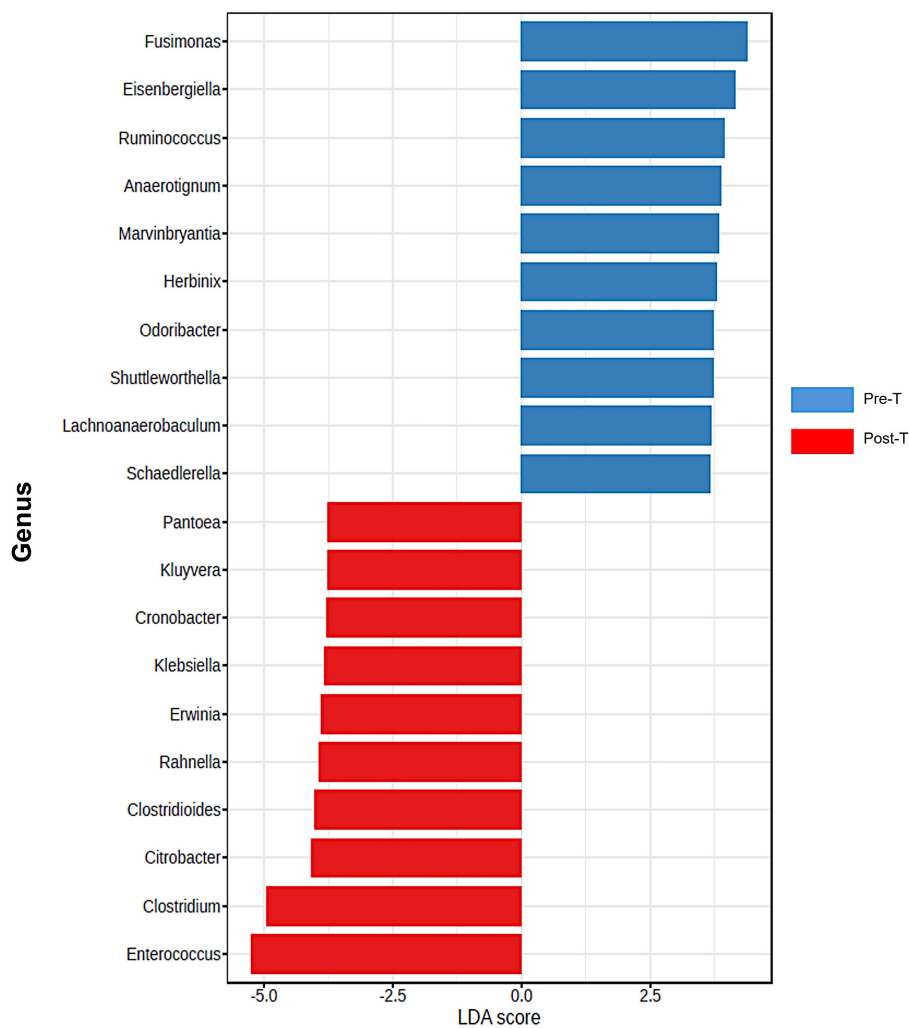 Fusimonas
Eisenbergiella
Ruminococcus
Anaerotignum
Marvinbryantia
Herbinix
Odoribacter
Shuttleworthella
Lachnoanaerobaculum
Schaedlerella
Pantoea
Kluyvera
Cronobacter
Klebsiella
Erwinia
Rahnella
Clostridioides
Citrobacter
Clostridium
Enterococcus
Genus
-5.0 -2.5 0.0 2.5
LDA score
Pre-T
Post-T